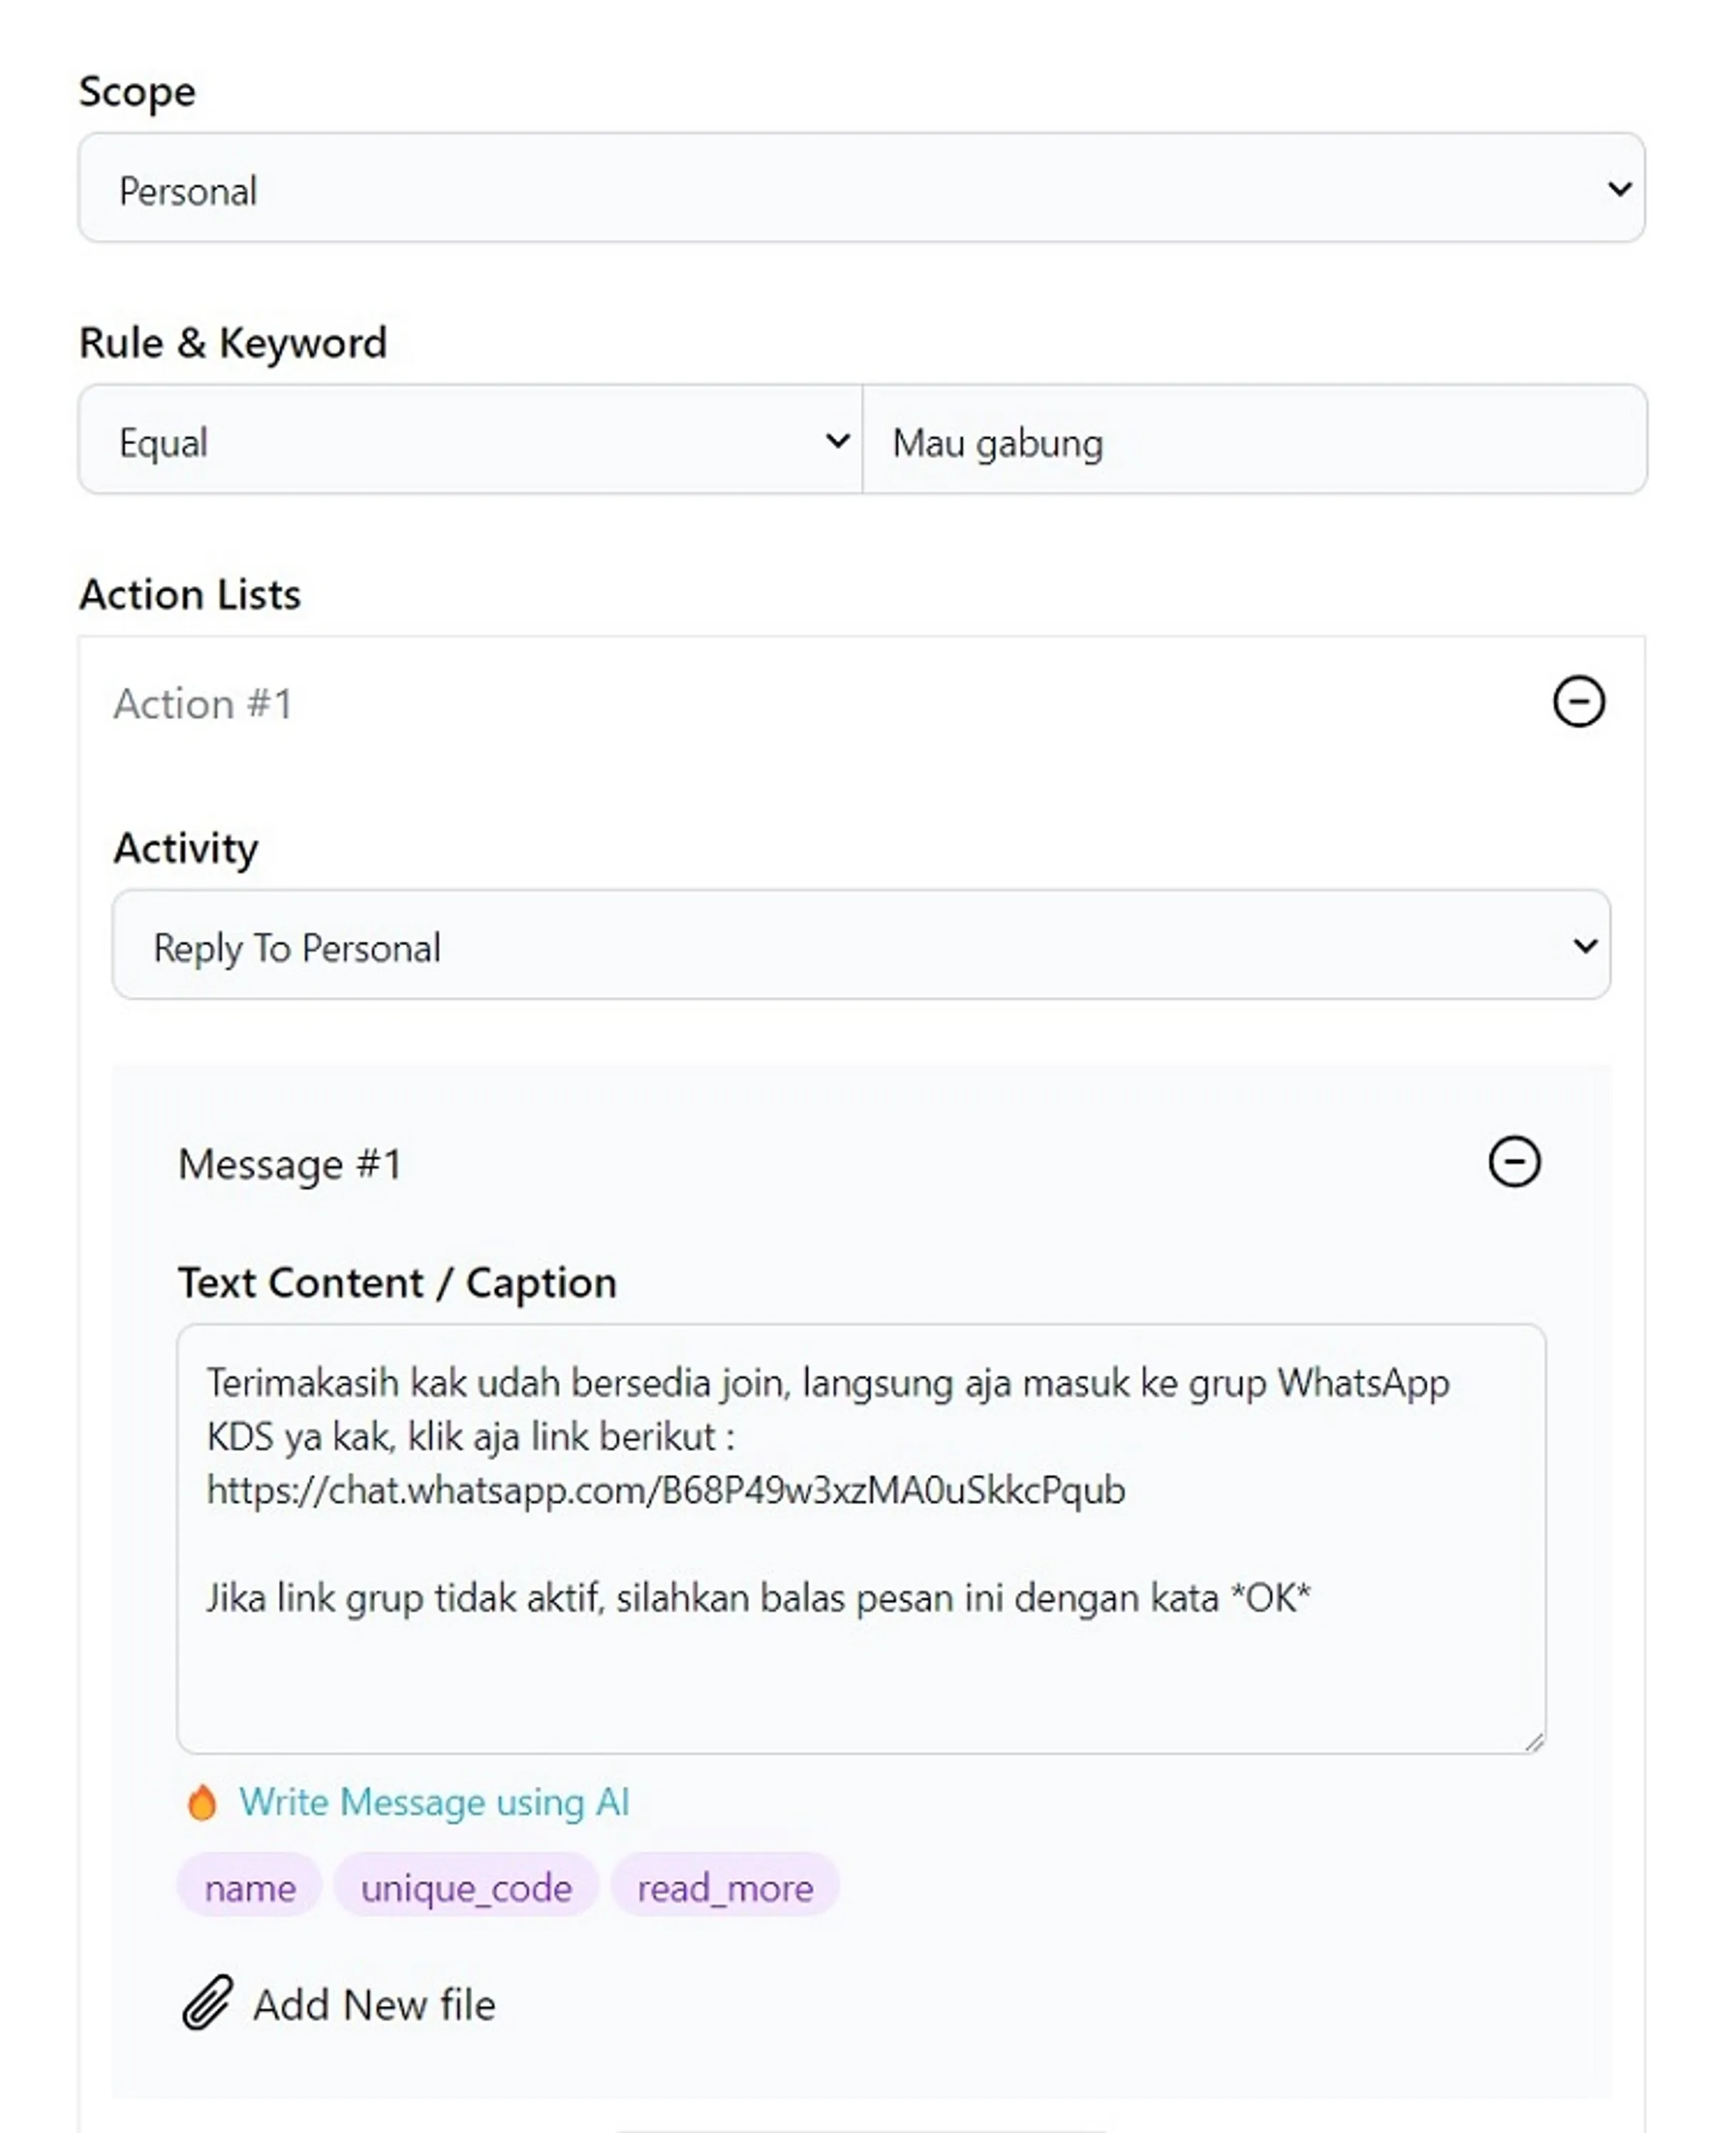 Scope
Personal
Rule & Keyword
Equal
Mau gabung
Action Lists
Action #1
Activity
Reply To Personal
Message #1
Text Content / Caption
Terimakasih kak udah bersedia join, langsung aja masuk ke grup WhatsApp
KDS ya kak, klik aja link berikut :
https://chat.whatsapp.com/B68P49w3xzMA0uSkkcPqub
Jika link grup tidak aktif, silahkan balas pesan ini dengan kata *OK*
Write Message using AI
name unique_code read_more
Add New file